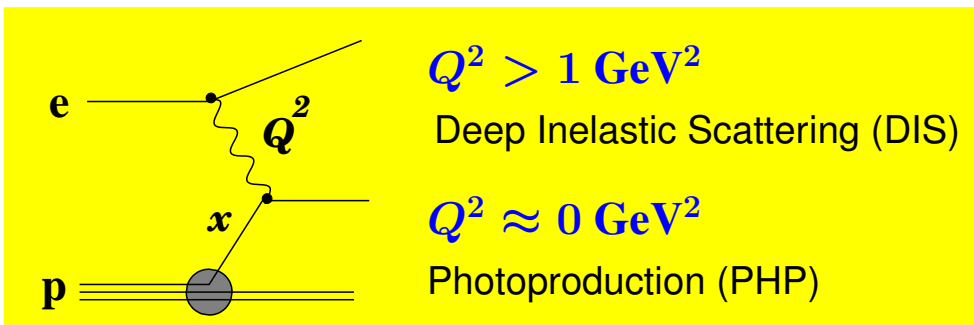 e
Q²
x
p
Q² > 1 GeV²
Deep Inelastic Scattering (DIS)
Q² ≈ 0 GeV²
Photoproduction (PHP)